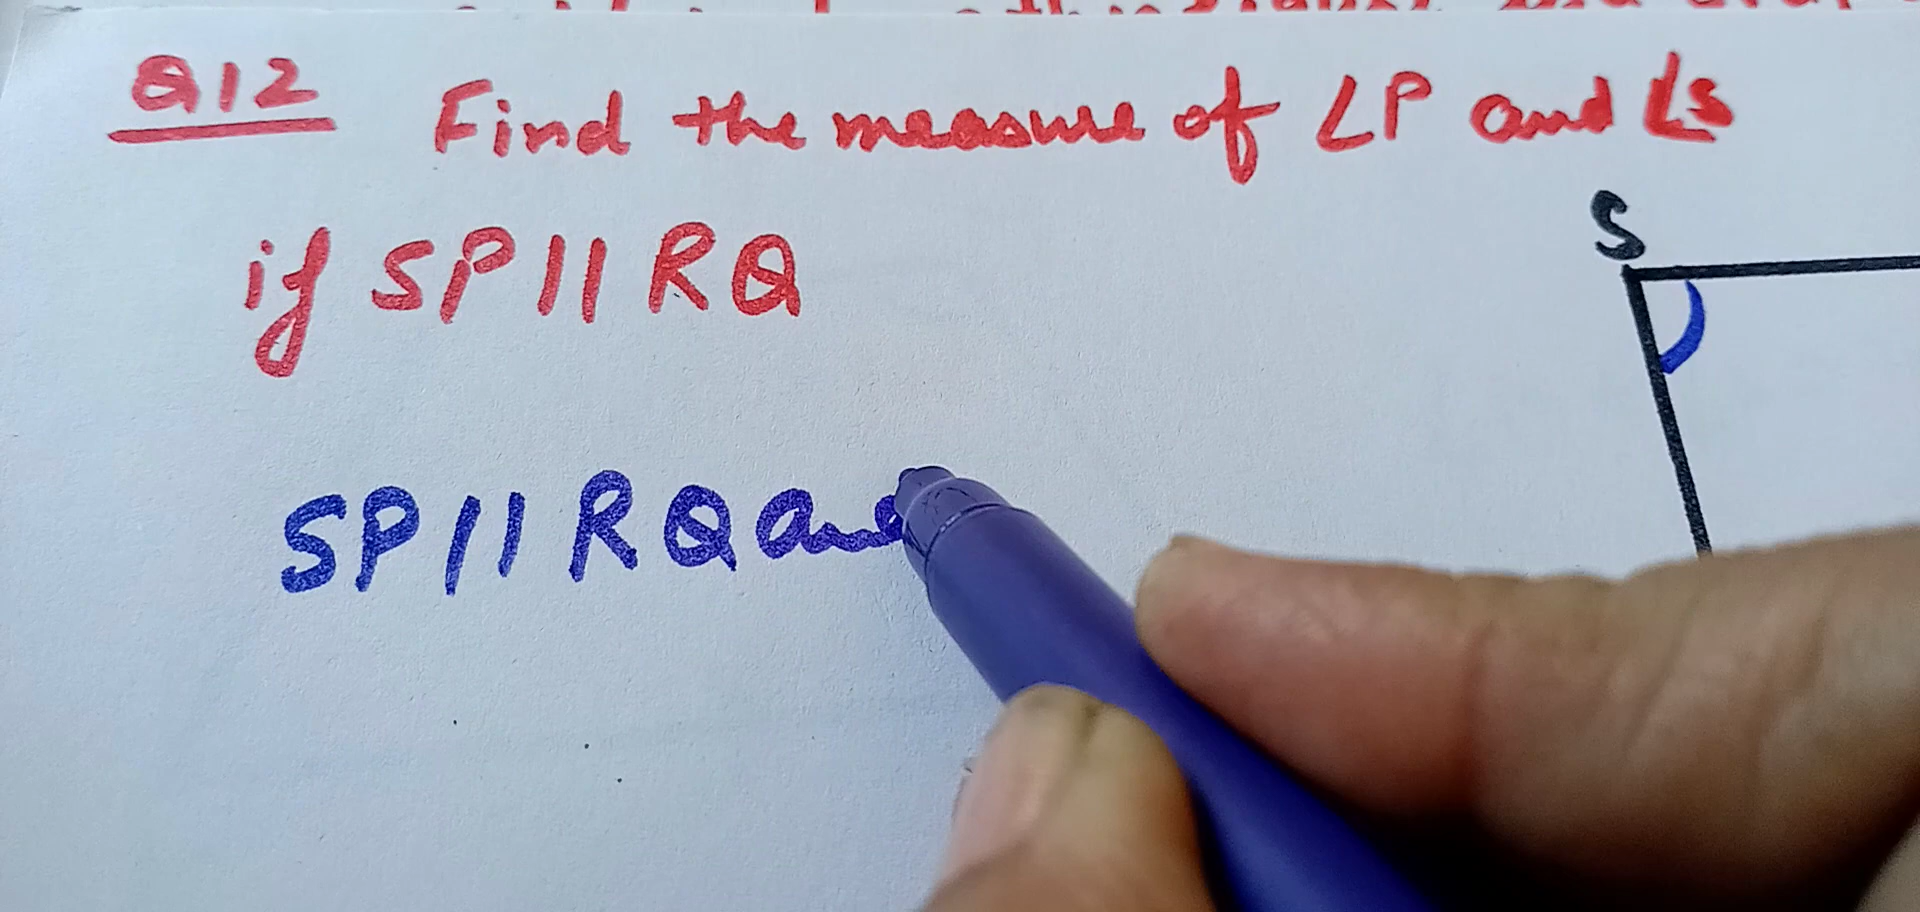 Q12 Find the measure of ∠P and ∠S
if SP || RQ
S
SP || RQ and